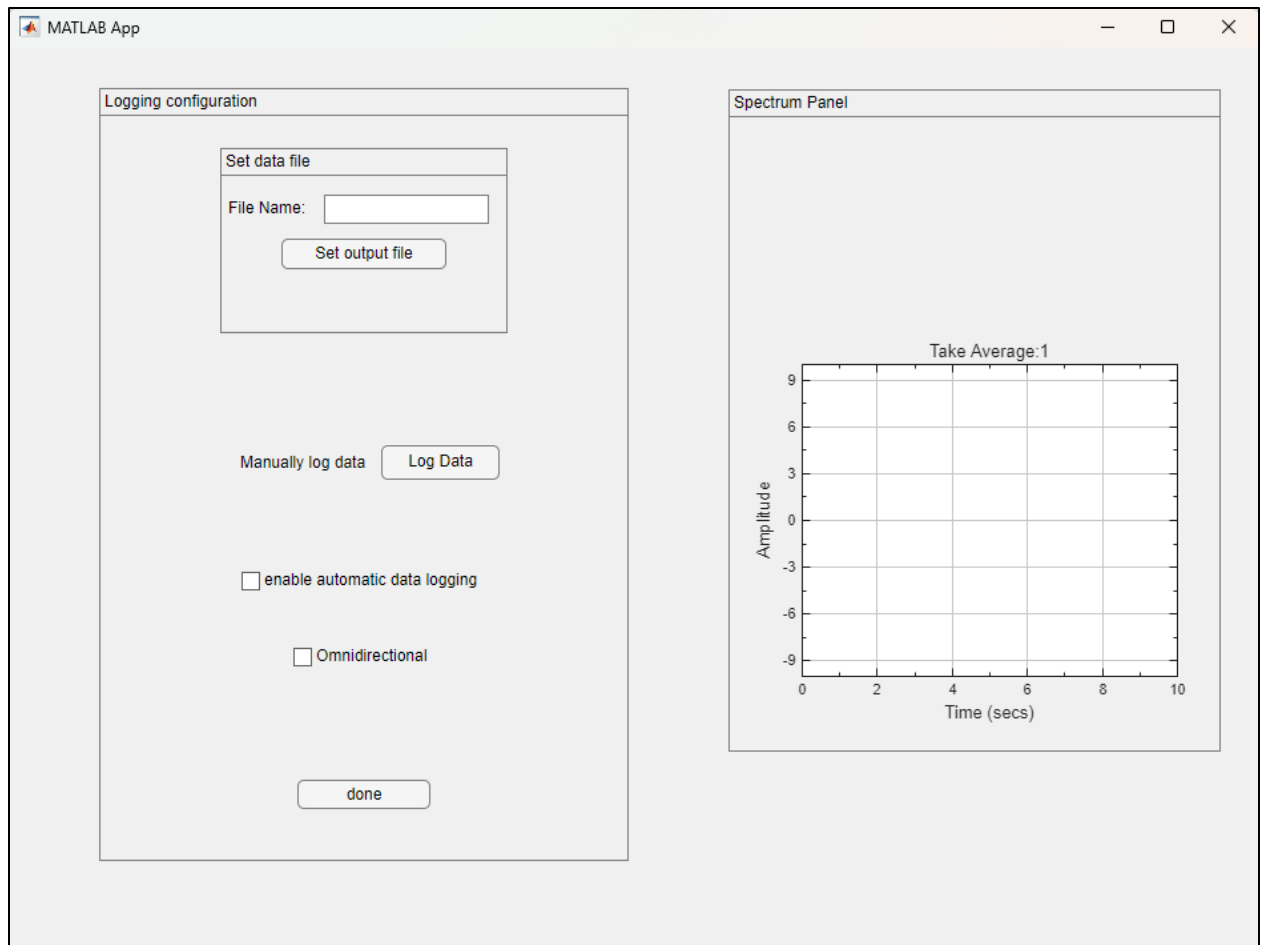 MATLAB App
Logging configuration
Set data file
File Name:
Set output file
Manually log data
Log Data
enable automatic data logging
Omnidirectional
done
Spectrum Panel
Take Average:1
Amplitude
9
6
3
0
-3
-6
-9
0 2 4 6 8 10
Time (secs)